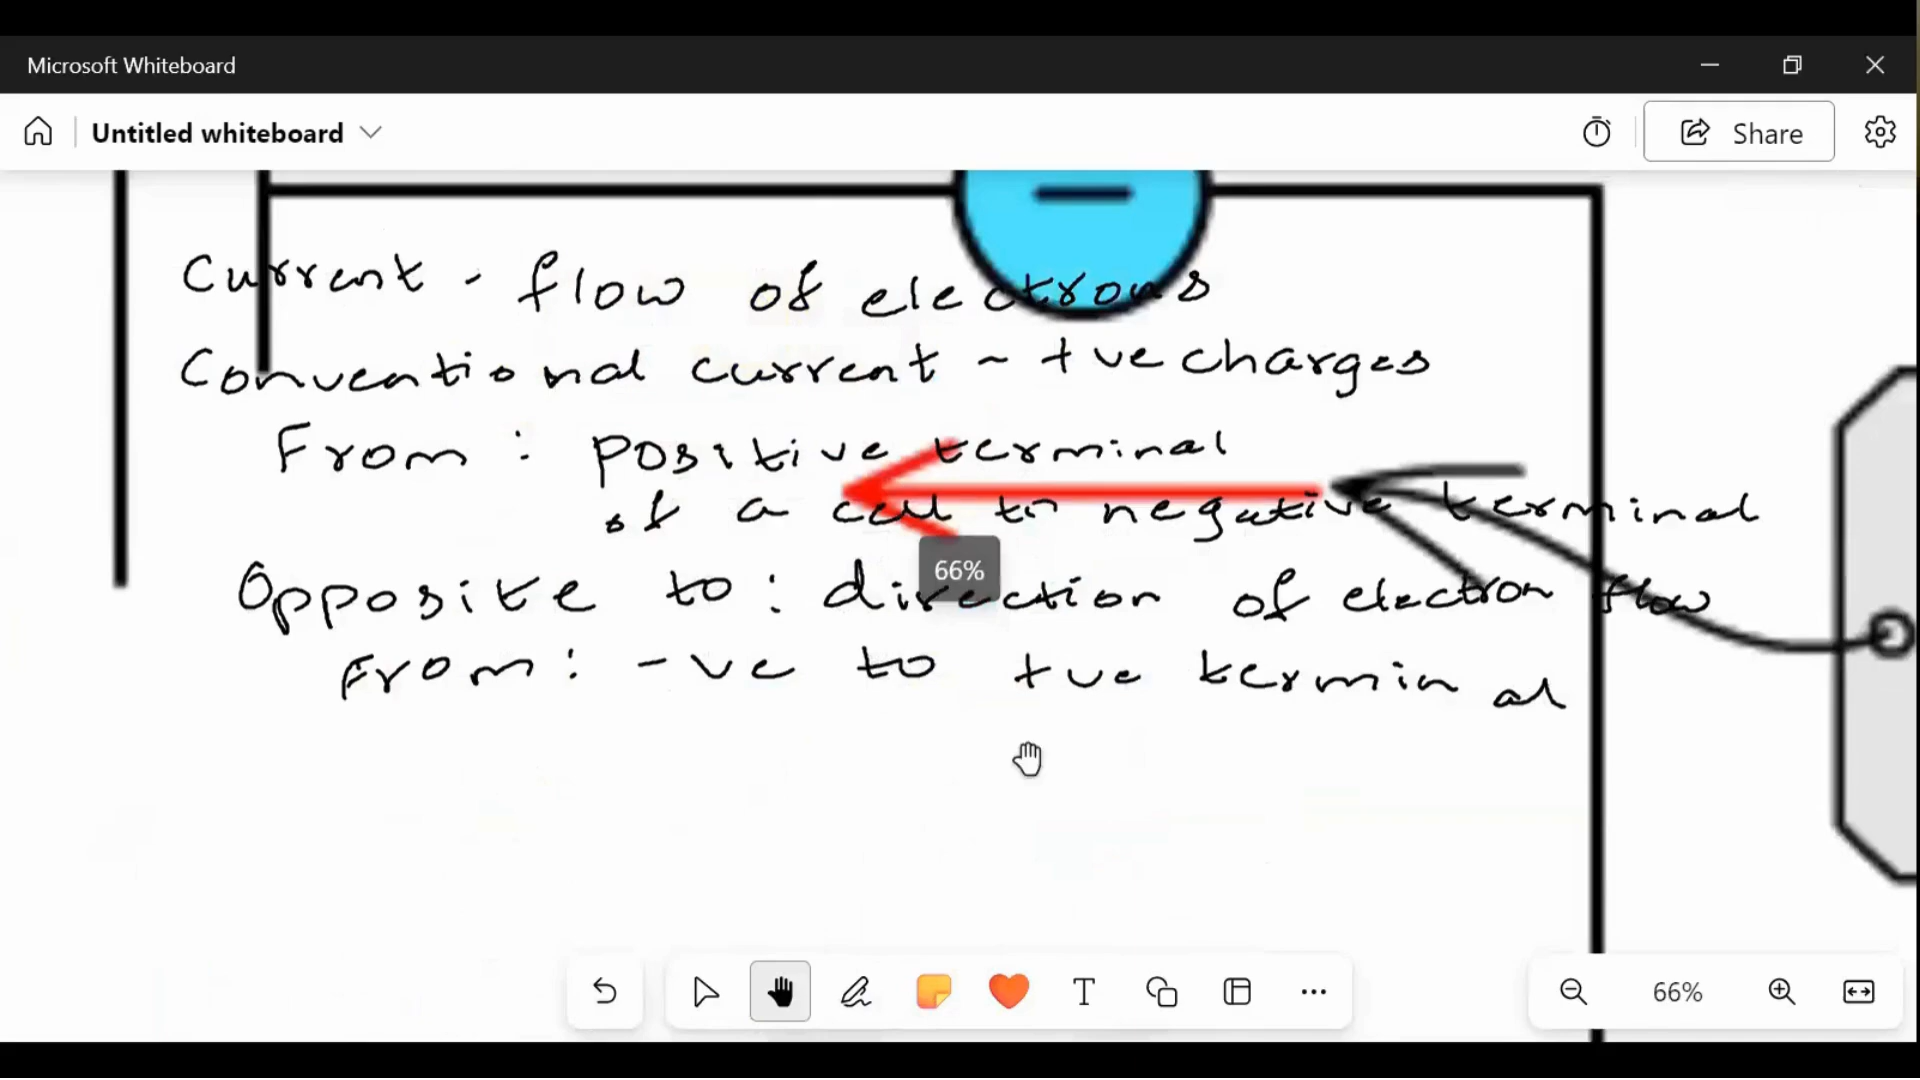 Microsoft Whiteboard
Untitled whiteboard
Share
Current - flow of electrons
Conventional current - +ve charges
From : positive terminal
of a cell to negative terminal
66%
Opposite to : direction of electron flow
From : -ve to +ve terminal
66%